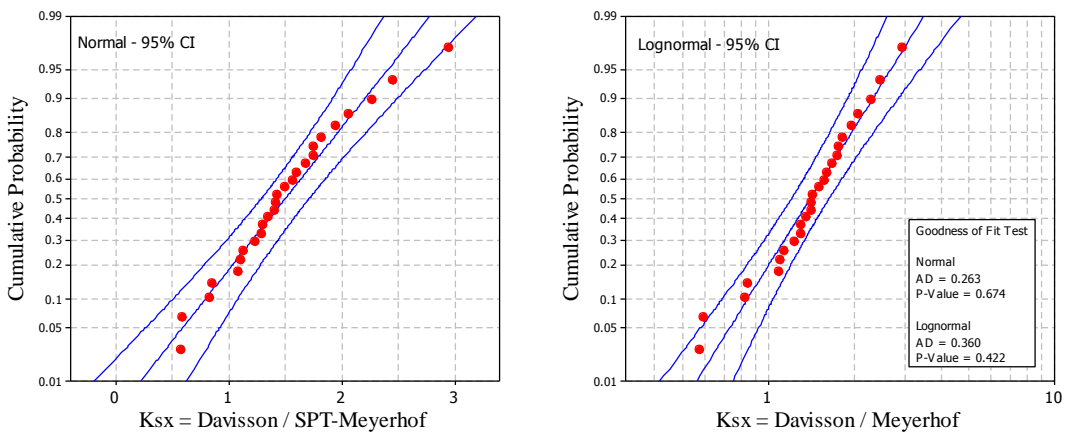 Normal - 95% CI
Cumulative Probability
0.99
0.95
0.9
0.8
0.7
0.6
0.5
0.4
0.3
0.2
0.1
0.05
0.01
0 1 2 3
Ksx = Davisson / SPT-Meyerhof
Lognormal - 95% CI
Cumulative Probability
0.99
0.95
0.9
0.8
0.7
0.6
0.5
0.4
0.3
0.2
0.1
0.05
0.01
1 10
Ksx = Davisson / Meyerhof
Goodness of Fit Test
Normal
AD = 0.263
P-Value = 0.674
Lognormal
AD = 0.360
P-Value = 0.422